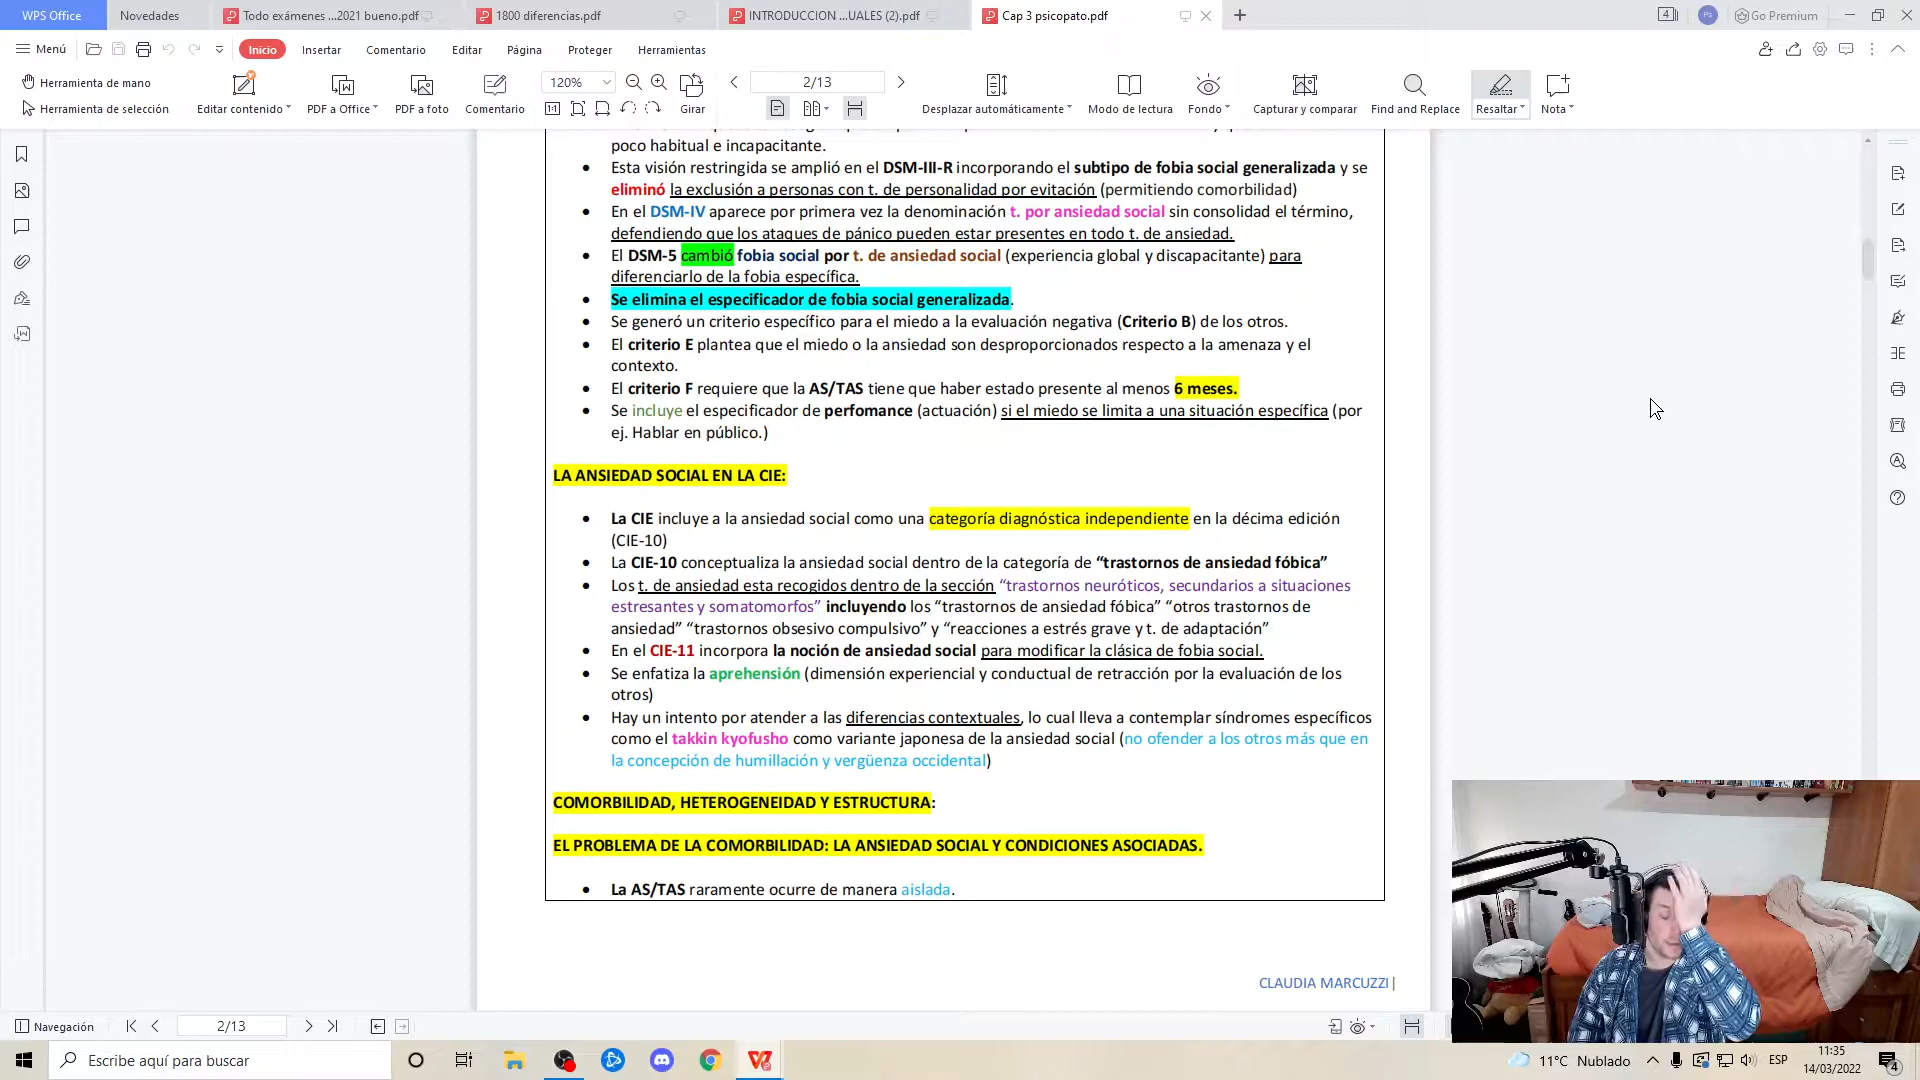 WPS Office
Novedades
Todo exámenes ...2021 bueno.pdf
1800 diferencias.pdf
INTRODUCCION ...UALES (2).pdf
Cap 3 psicopato.pdf
Go Premium
Menú
Inicio
Insertar
Comentario
Editar
Página
Proteger
Herramientas
Herramienta de mano
Herramienta de selección
Editar contenido
PDF a Office
PDF a foto
Comentario
120%
Girar
2/13
Desplazar automáticamente
Modo de lectura
Fondo
Capturar y comparar
Find and Replace
Resaltar
Nota
poco habitual e incapacitante.
• Esta visión restringida se amplió en el DSM-III-R incorporando el subtipo de fobia social generalizada y se
eliminó la exclusión a personas con t. de personalidad por evitación (permitiendo comorbilidad)
• En el DSM-IV aparece por primera vez la denominación t. por ansiedad social sin consolidad el término,
defendiendo que los ataques de pánico pueden estar presentes en todo t. de ansiedad.
• El DSM-5 cambió fobia social por t. de ansiedad social (experiencia global y discapacitante) para
diferenciarlo de la fobia específica.
• Se elimina el especificador de fobia social generalizada.
• Se generó un criterio específico para el miedo a la evaluación negativa (Criterio B) de los otros.
• El criterio E plantea que el miedo o la ansiedad son desproporcionados respecto a la amenaza y el
contexto.
• El criterio F requiere que la AS/TAS tiene que haber estado presente al menos 6 meses.
• Se incluye el especificador de perfomance (actuación) si el miedo se limita a una situación específica (por
ej. Hablar en público.)
LA ANSIEDAD SOCIAL EN LA CIE:
• La CIE incluye a la ansiedad social como una categoría diagnóstica independiente en la décima edición
(CIE-10)
• La CIE-10 conceptualiza la ansiedad social dentro de la categoría de “trastornos de ansiedad fóbica”
• Los t. de ansiedad esta recogidos dentro de la sección “trastornos neuróticos, secundarios a situaciones
estresantes y somatomorfos” incluyendo los “trastornos de ansiedad fóbica” “otros trastornos de
ansiedad” “trastornos obsesivo compulsivo” y “reacciones a estrés grave y t. de adaptación”
• En el CIE-11 incorpora la noción de ansiedad social para modificar la clásica de fobia social.
• Se enfatiza la aprehensión (dimensión experiencial y conductual de retracción por la evaluación de los
otros)
• Hay un intento por atender a las diferencias contextuales, lo cual lleva a contemplar síndromes específicos
como el takkin kyofusho como variante japonesa de la ansiedad social (no ofender a los otros más que en
la concepción de humillación y vergüenza occidental)
COMORBILIDAD, HETEROGENEIDAD Y ESTRUCTURA:
EL PROBLEMA DE LA COMORBILIDAD: LA ANSIEDAD SOCIAL Y CONDICIONES ASOCIADAS.
• La AS/TAS raramente ocurre de manera aislada.
CLAUDIA MARCUZZI|
Navegación
2/13
Escribe aquí para buscar
11°C Nublado
ESP
11:35
14/03/2022
4